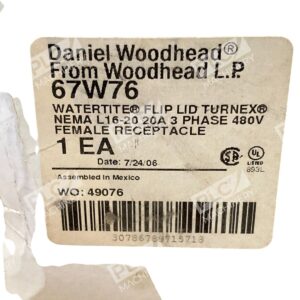 Daniel Woodhead®
From Woodhead L.P.
67W76
WATERTITE® FLIP LID TURNEX®
NEMA L16-20 20A 3 PHASE 480V
FEMALE RECEPTACLE
1 EA
Date: 7/24/06
Assembled in Mexico
WO: 49076